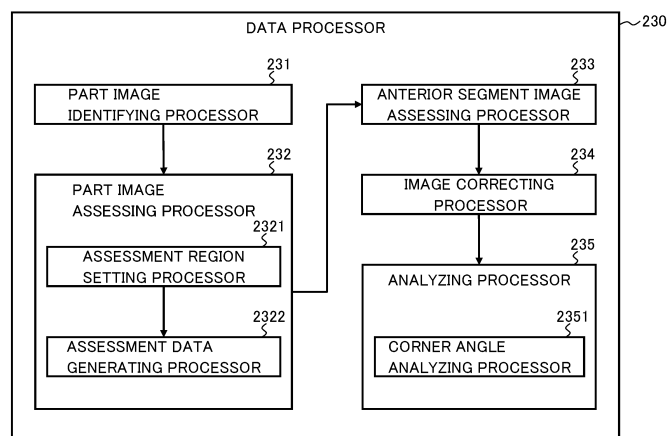 DATA PROCESSOR
230
231
PART IMAGE
IDENTIFYING PROCESSOR
232
PART IMAGE
ASSESSING PROCESSOR
2321
ASSESSMENT REGION
SETTING PROCESSOR
2322
ASSESSMENT DATA
GENERATING PROCESSOR
233
ANTERIOR SEGMENT IMAGE
ASSESSING PROCESSOR
234
IMAGE CORRECTING
PROCESSOR
235
ANALYZING PROCESSOR
2351
CORNER ANGLE
ANALYZING PROCESSOR